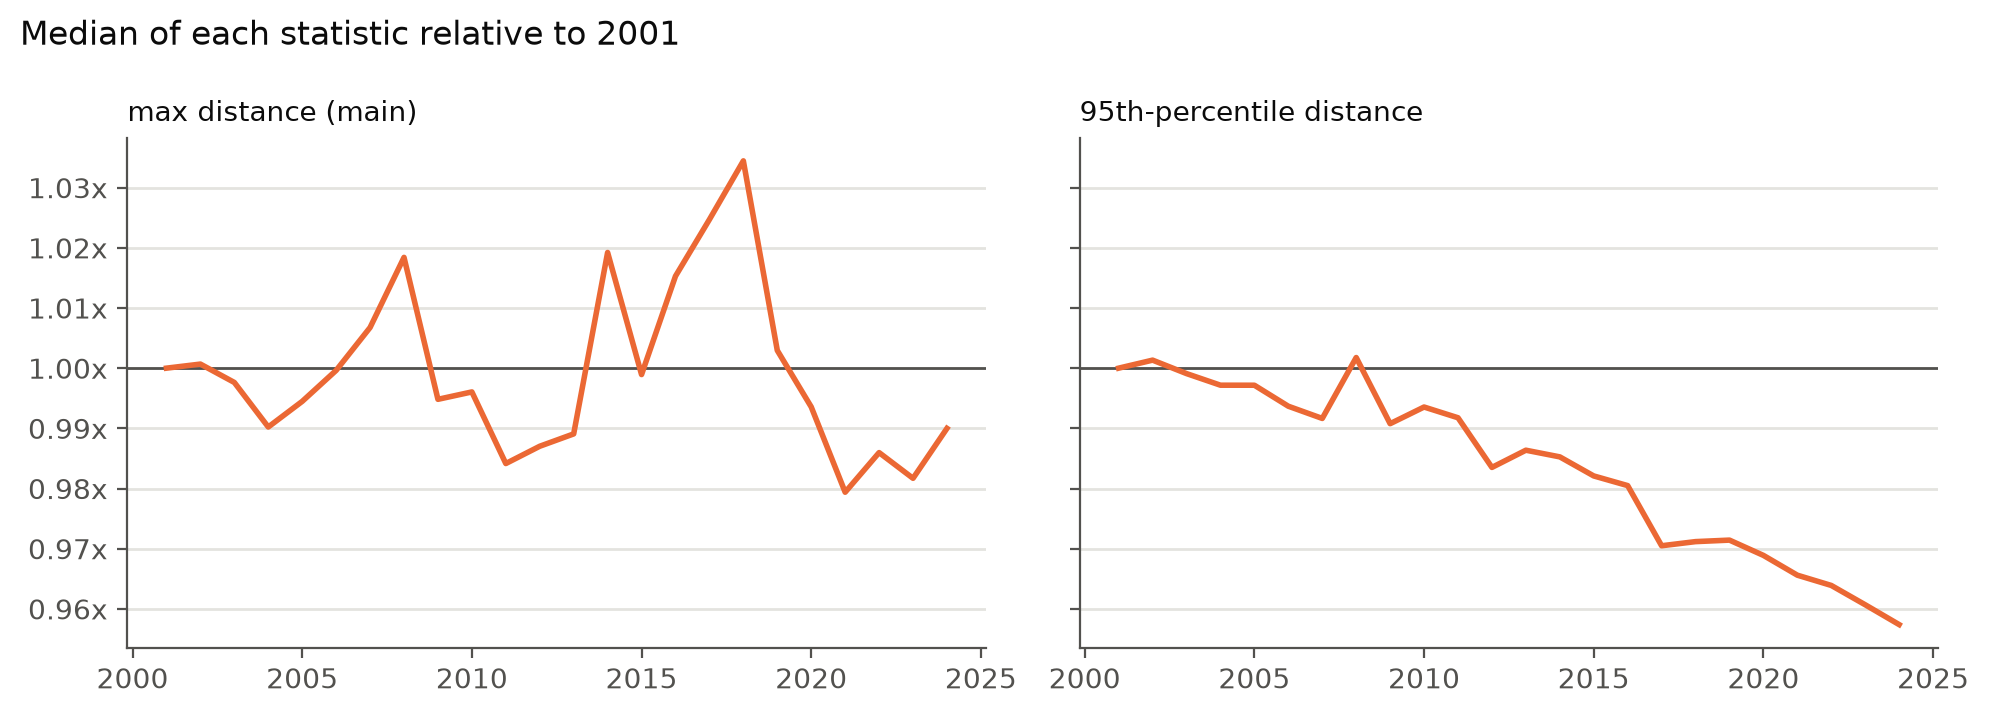 Median of each statistic relative to 2001
max distance (main)
1.03x
1.02x
1.01x
1.00x
0.99x
0.98x
0.97x
0.96x
2000 2005 2010 2015 2020 2025
95th-percentile distance
2000 2005 2010 2015 2020 2025